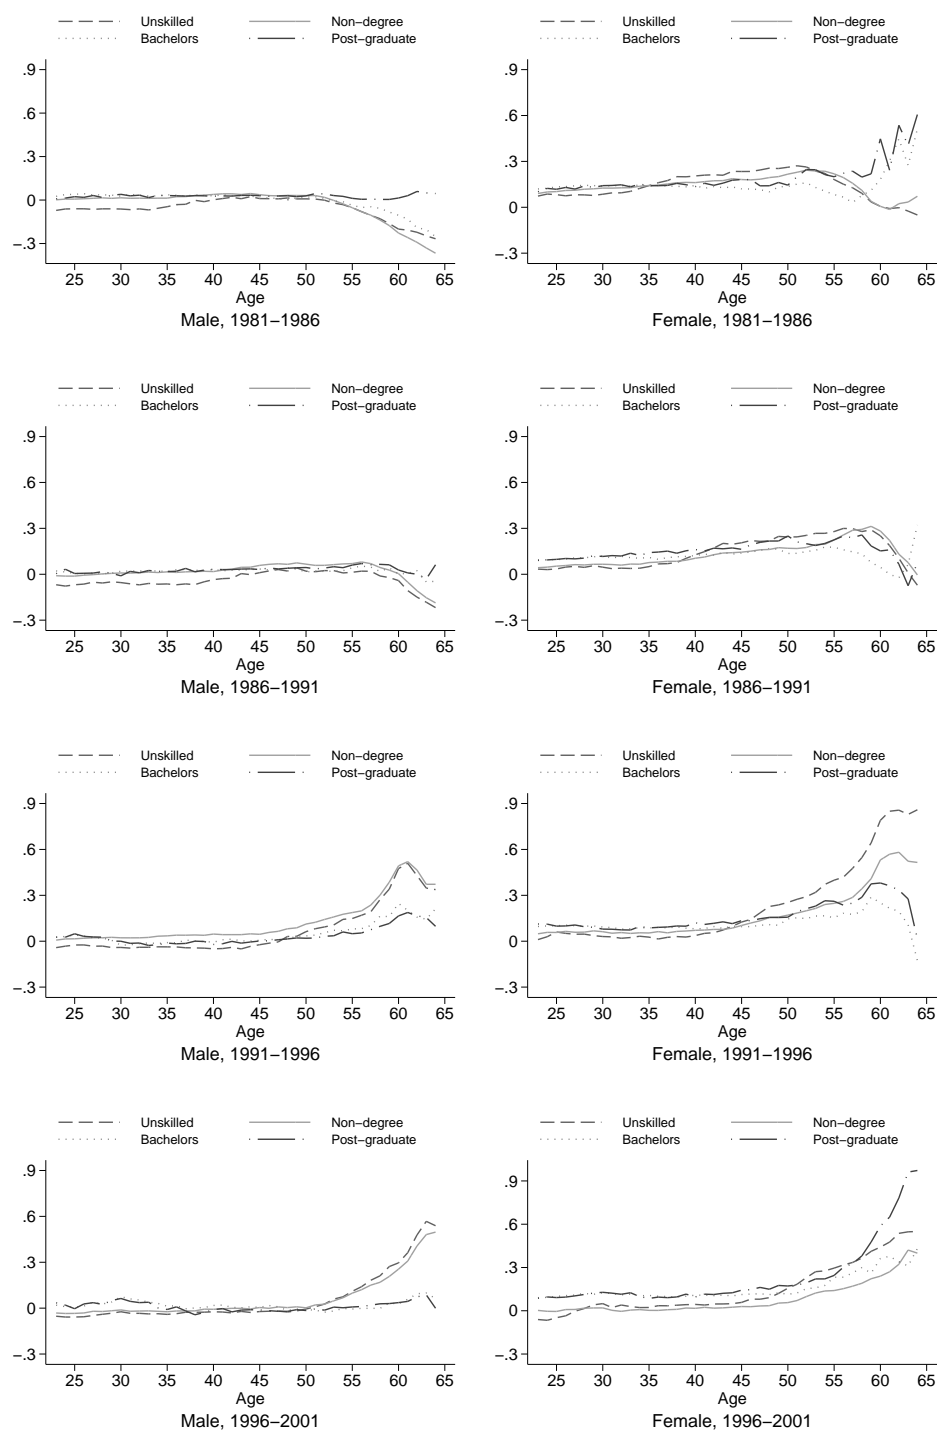 Unskilled Non−degree
Bachelors Post−graduate
.9
.6
.3
0
−.3
25 30 35 40 45 50 55 60 65
Age
Male, 1981−1986
Unskilled Non−degree
Bachelors Post−graduate
.9
.6
.3
0
−.3
25 30 35 40 45 50 55 60 65
Age
Female, 1981−1986
Unskilled Non−degree
Bachelors Post−graduate
.9
.6
.3
0
−.3
25 30 35 40 45 50 55 60 65
Age
Male, 1986−1991
Unskilled Non−degree
Bachelors Post−graduate
.9
.6
.3
0
−.3
25 30 35 40 45 50 55 60 65
Age
Female, 1986−1991
Unskilled Non−degree
Bachelors Post−graduate
.9
.6
.3
0
−.3
25 30 35 40 45 50 55 60 65
Age
Male, 1991−1996
Unskilled Non−degree
Bachelors Post−graduate
.9
.6
.3
0
−.3
25 30 35 40 45 50 55 60 65
Age
Female, 1991−1996
Unskilled Non−degree
Bachelors Post−graduate
.9
.6
.3
0
−.3
25 30 35 40 45 50 55 60 65
Age
Male, 1996−2001
Unskilled Non−degree
Bachelors Post−graduate
.9
.6
.3
0
−.3
25 30 35 40 45 50 55 60 65
Age
Female, 1996−2001